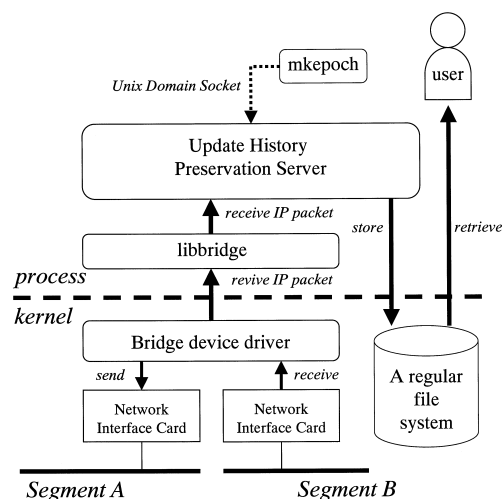 mkepoch
user
Unix Domain Socket
Update History
Preservation Server
receive IP packet
store
retrieve
libbridge
process
revive IP packet
kernel
Bridge device driver
send
receive
A regular
file
system
Network
Interface Card
Network
Interface Card
Segment A
Segment B